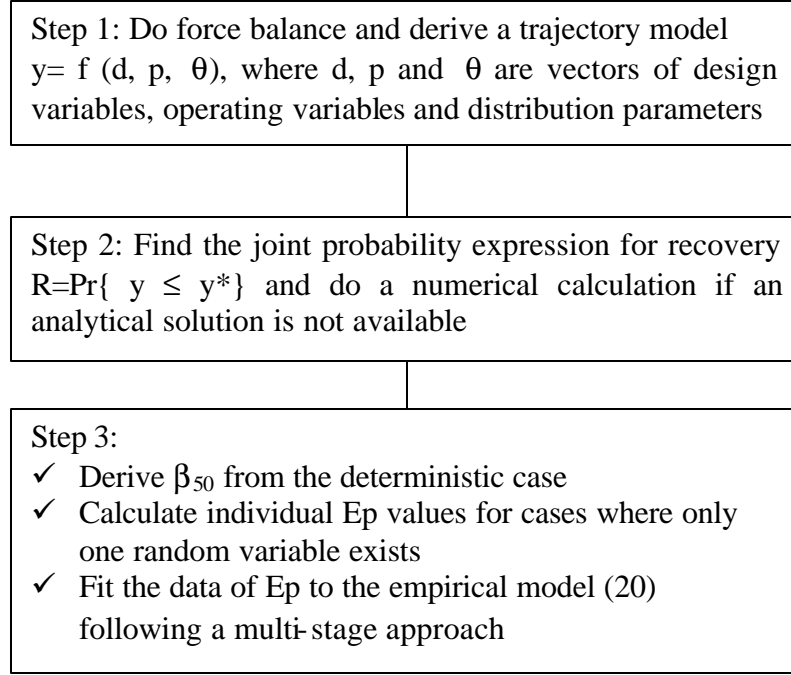 Step 1: Do force balance and derive a trajectory model
y= f (d, p, θ), where d, p and θ are vectors of design
variables, operating variables and distribution parameters
Step 2: Find the joint probability expression for recovery
R=Pr{ y ≤ y*} and do a numerical calculation if an
analytical solution is not available
Step 3:
✓ Derive β₅₀ from the deterministic case
✓ Calculate individual Ep values for cases where only
one random variable exists
✓ Fit the data of Ep to the empirical model (20)
following a multi-stage approach